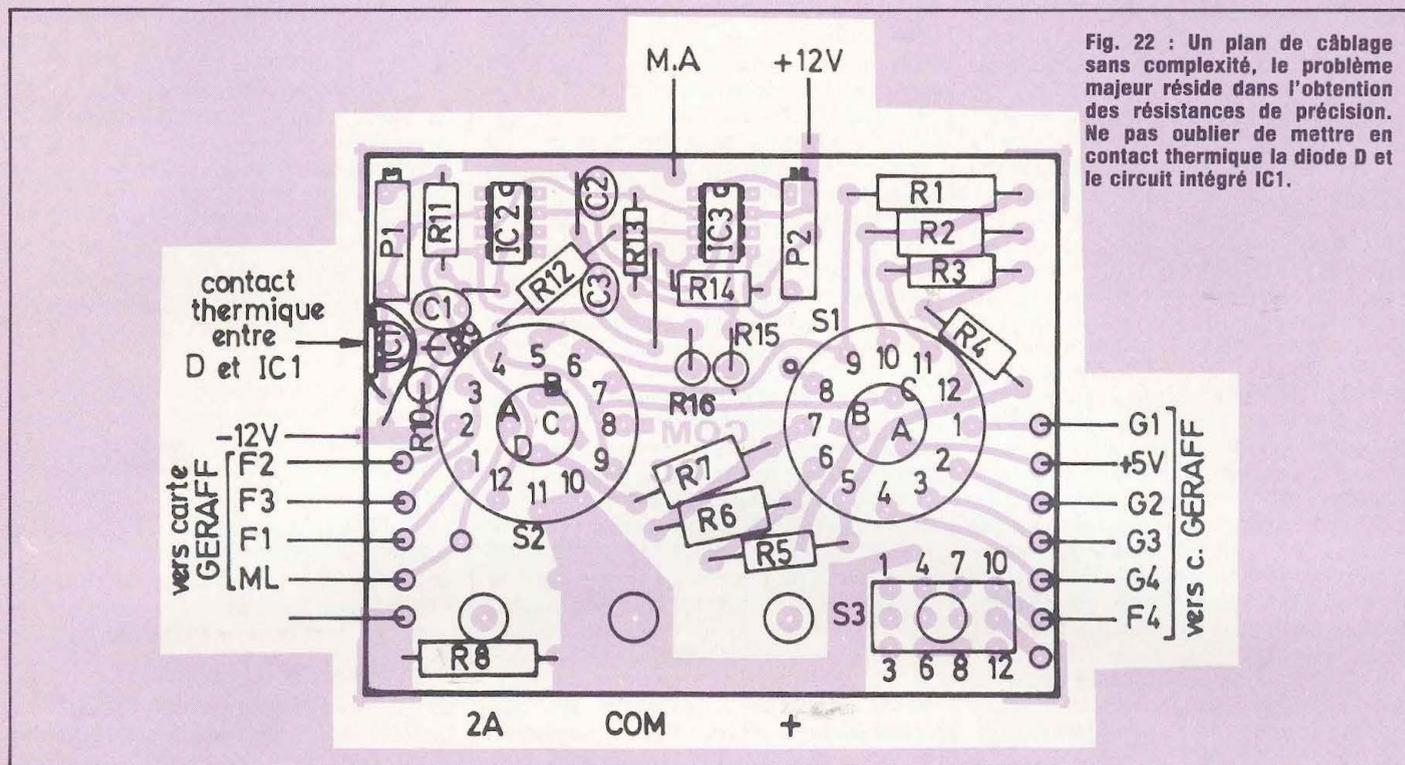 Fig. 22 : Un plan de câblage
sans complexité, le problème
majeur réside dans l'obtention
des résistances de précision.
Ne pas oublier de mettre en
contact thermique la diode D et
le circuit intégré IC1.
M.A
+12V
P1
R11
IC2
C2
R13
IC3
P2
R1
R2
R3
R12
C3
R14
C1
contact
thermique
entre
D et IC1
IC1
R9
R10
R15
R16
S1
R4
4 5 6
3 B 7
2 A C 8
1 D 9
12 11 10
S2
9 10 11
8 C 12
7 B A 1
6 2
5 4 3
COM
-12V
vers carte
GERAFF
F2
F3
F1
ML
R7
R6
R5
G1
+5V
G2
G3
G4
F4
vers c. GERAFF
1 4 7 10
S3
3 6 8 12
R8
2A
COM
+